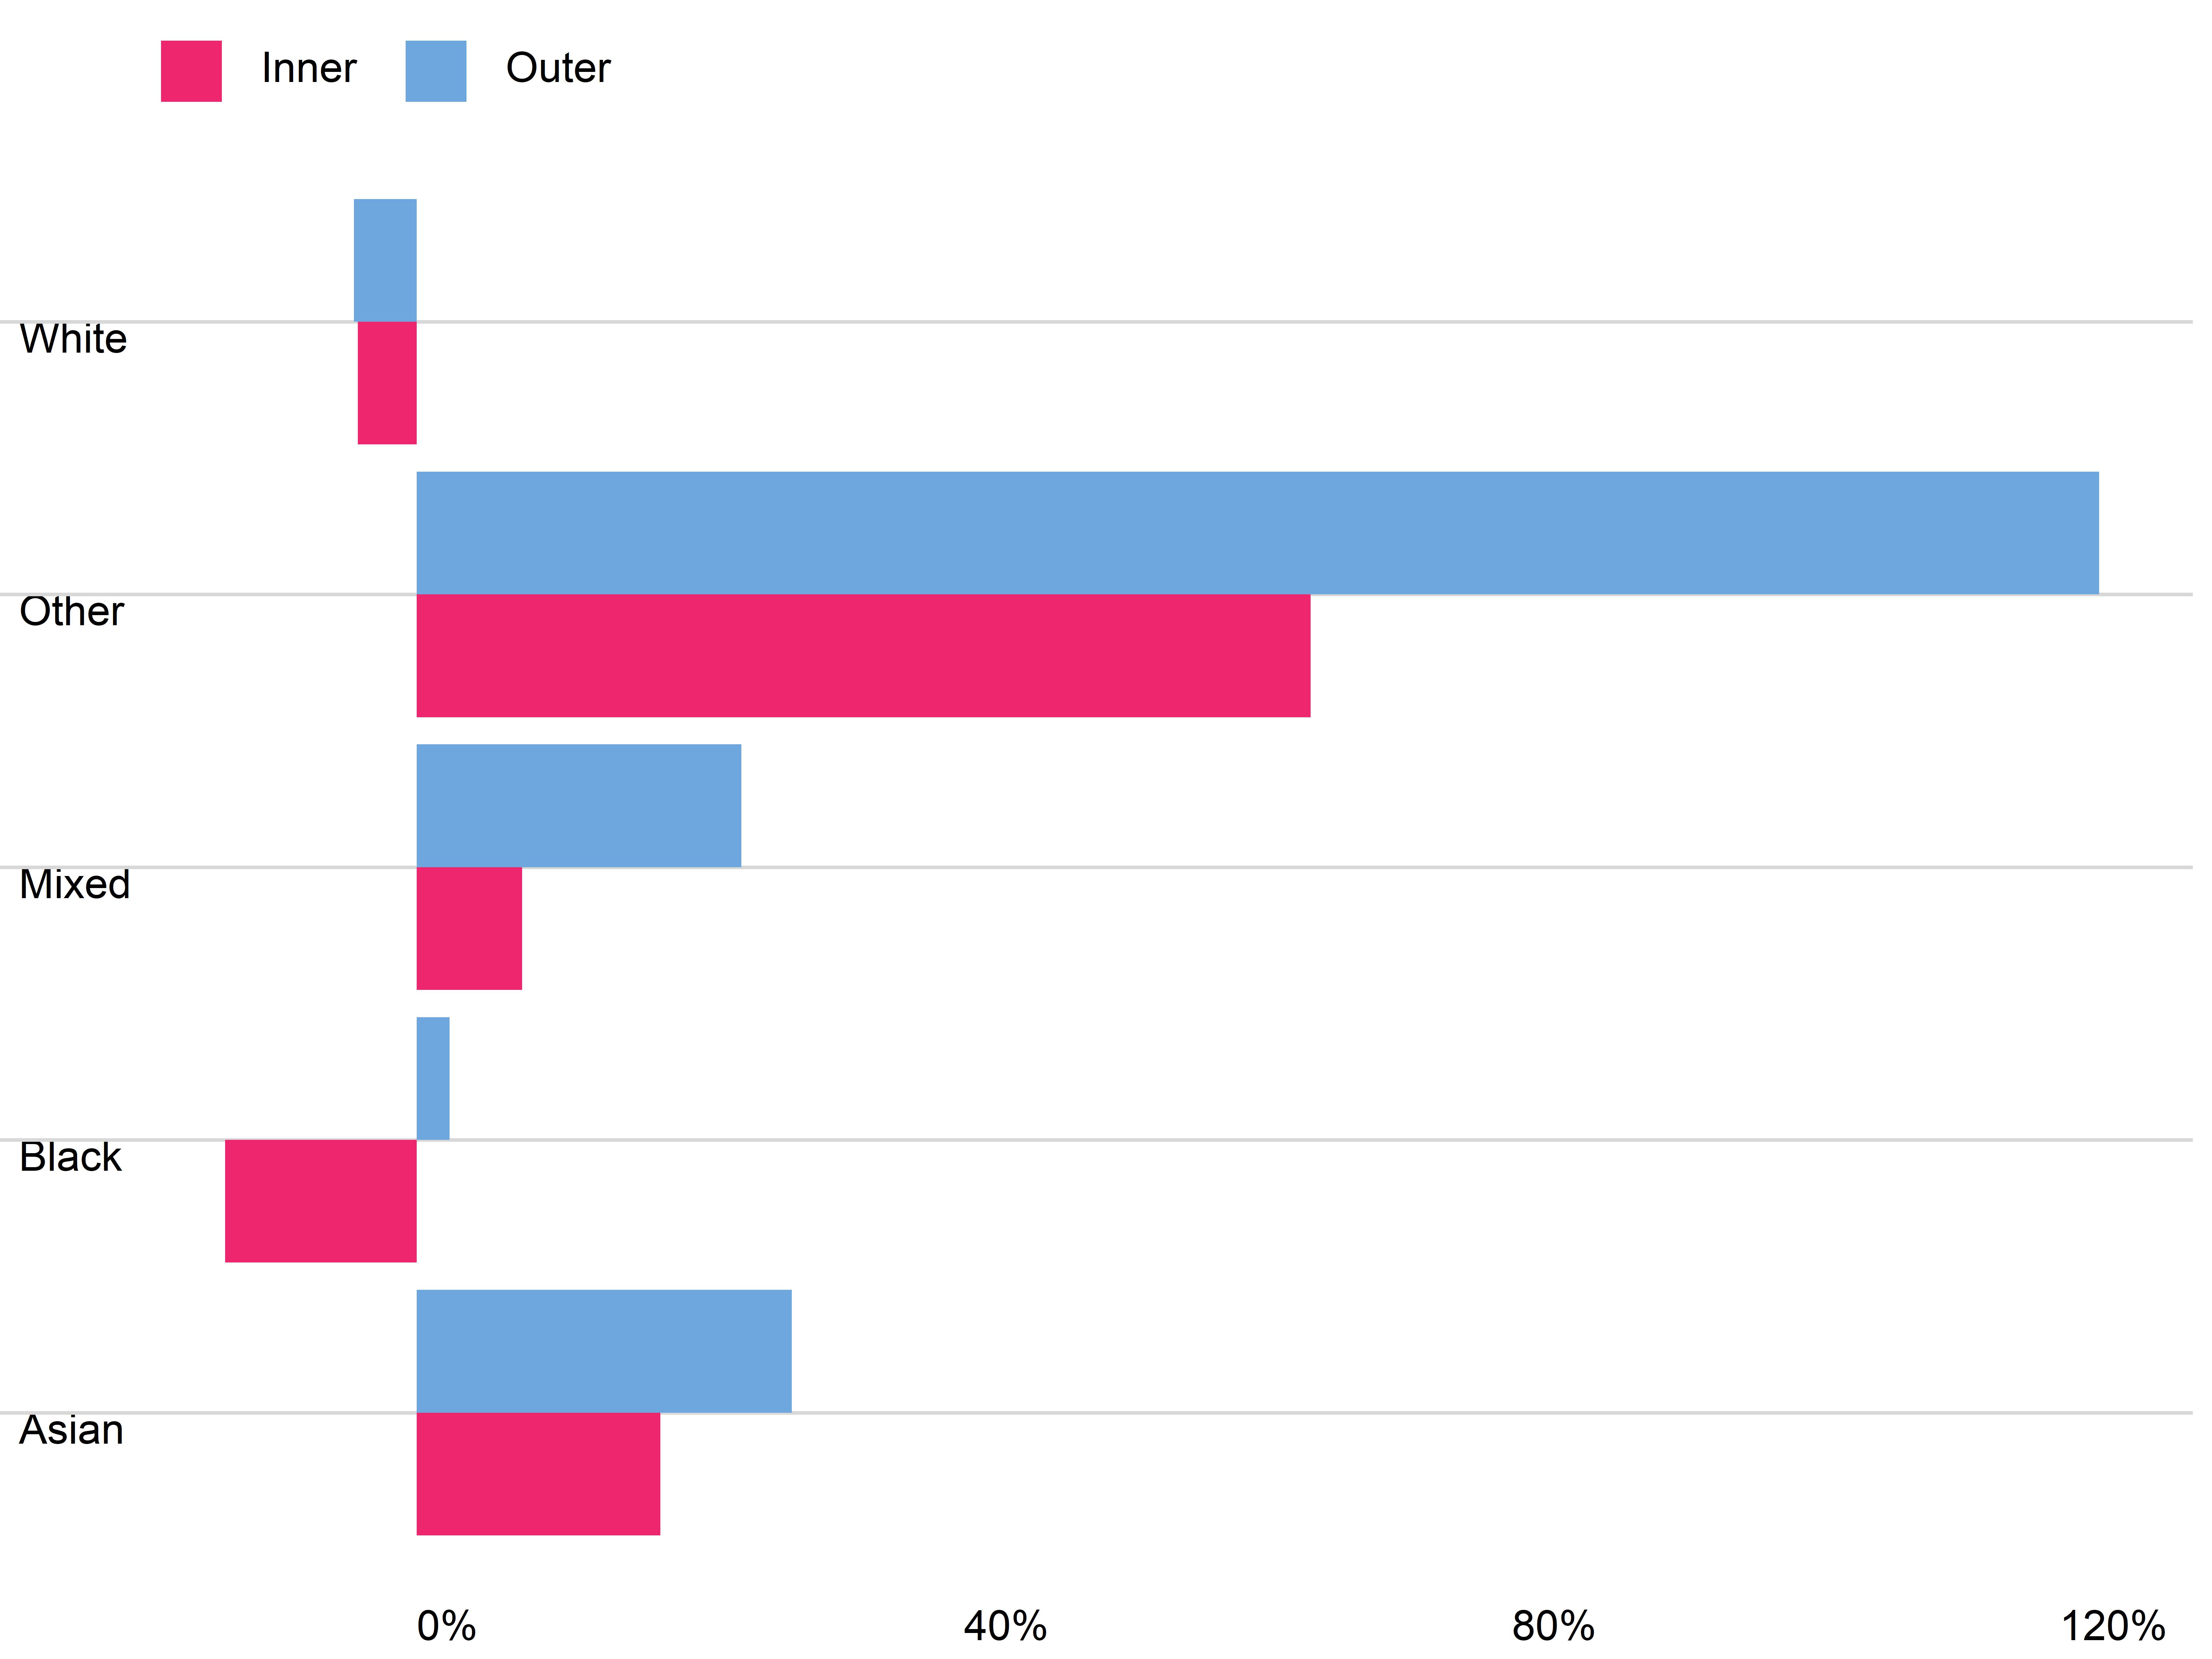 Inner Outer
White
Other
Mixed
Black
Asian
0% 40% 80% 120%